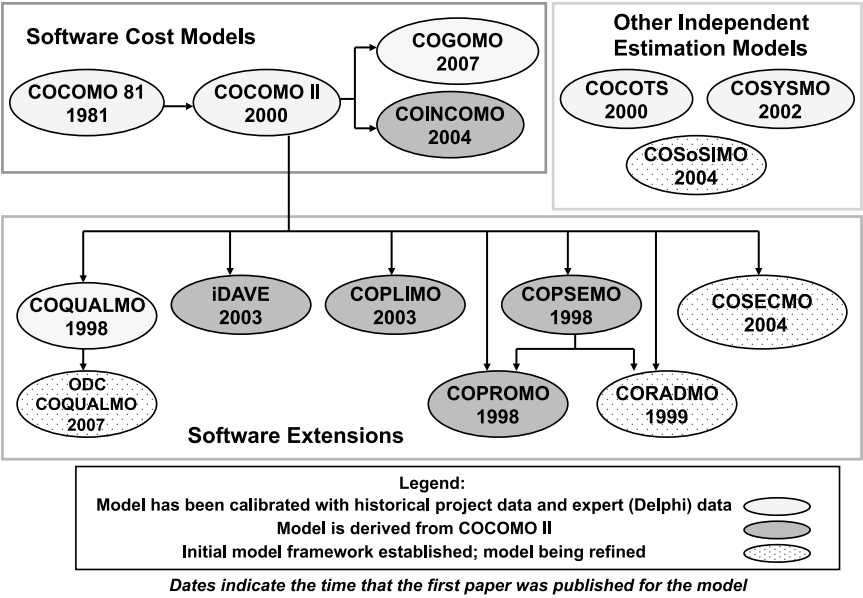 Software Cost Models
COCOMO 81
1981
COCOMO II
2000
COGOMO
2007
COINCOMO
2004
Other Independent
Estimation Models
COCOTS
2000
COSYSMO
2002
COSoSIMO
2004
COQUALMO
1998
iDAVE
2003
COPLIMO
2003
COPSEMO
1998
COSECMO
2004
ODC
COQUALMO
2007
COPROMO
1998
CORADMO
1999
Software Extensions
Legend:
Model has been calibrated with historical project data and expert (Delphi) data
Model is derived from COCOMO II
Initial model framework established; model being refined
Dates indicate the time that the first paper was published for the model